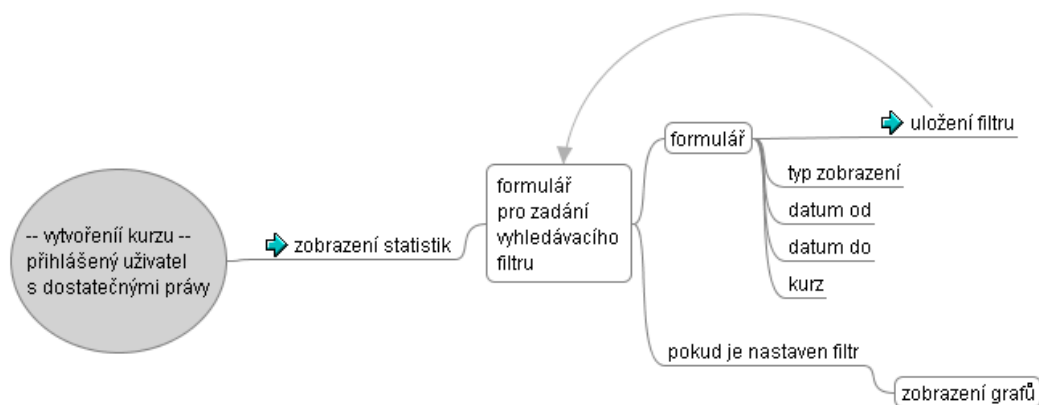 -- vytvořeníí kurzu --
přihlášený uživatel
s dostatečnými právy
zobrazení statistik
formulář
pro zadání
vyhledávacího
filtru
formulář
uložení filtru
typ zobrazení
datum od
datum do
kurz
pokud je nastaven filtr
zobrazení grafů